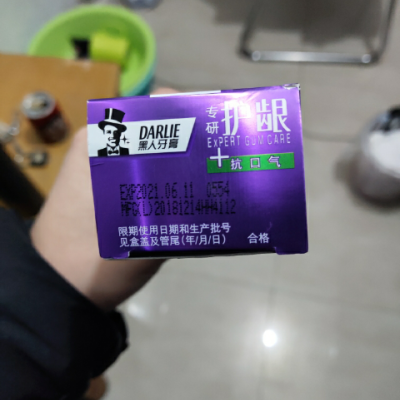 DARLIE
黑人牙膏
专研护龈
EXPERT GUM CARE
+抗口气
EXP2021.06.11 0554
MFG(L)20181214HHA112
限期使用日期和生产批号
见盒盖及管尾(年/月/日) 合格